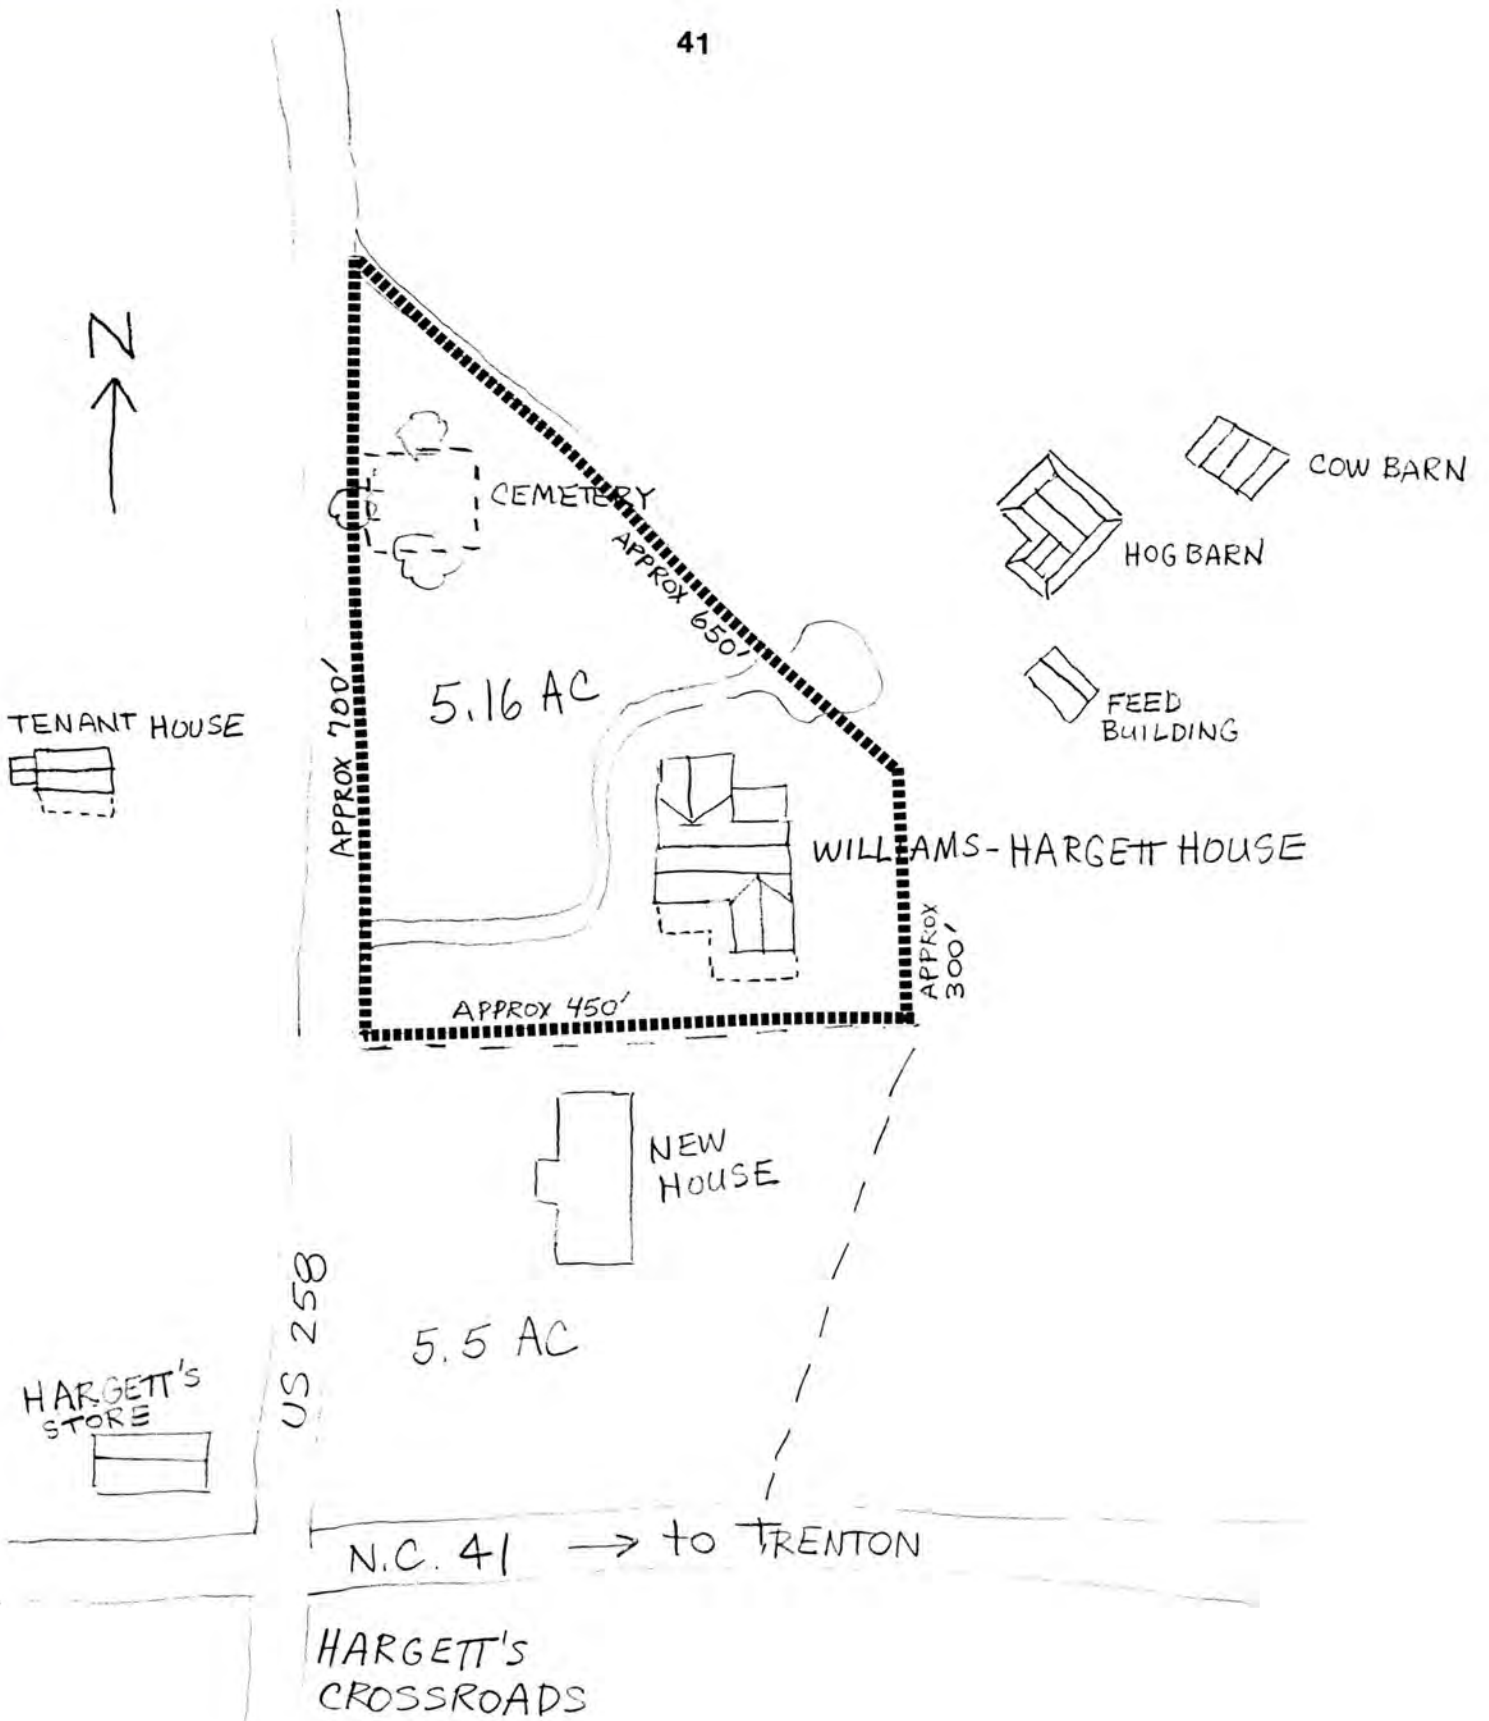 41
N
COW BARN
CEMETERY
HOG BARN
APPROX 650'
5.16 AC
APPROX 700'
TENANT HOUSE
FEED
BUILDING
WILLIAMS-HARGETT HOUSE
APPROX
300'
APPROX 450'
NEW
HOUSE
US 258
5.5 AC
HARGETT'S
STORE
N.C. 41 → to TRENTON
HARGETT'S
CROSSROADS